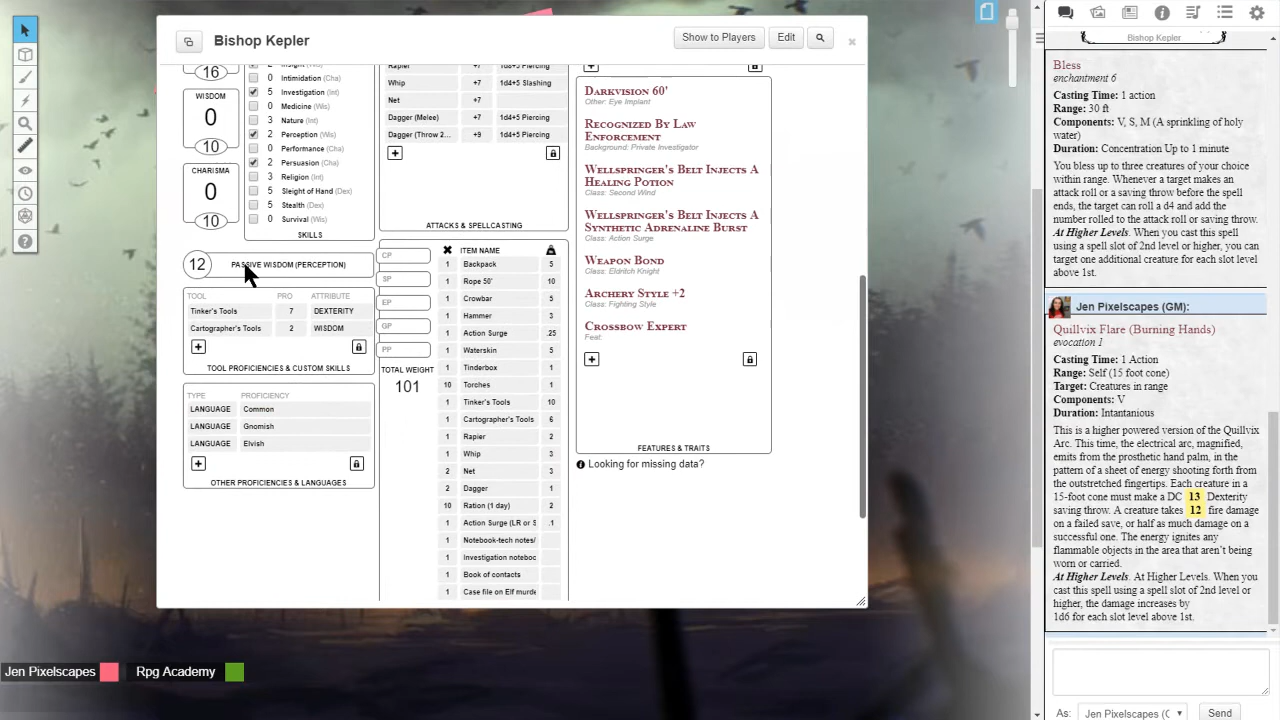 Bishop Kepler
Show to Players
Edit
16
WISDOM
0
10
CHARISMA
0
10
2 Insight (Wis)
0 Intimidation (Cha)
5 Investigation (Int)
0 Medicine (Wis)
3 Nature (Int)
2 Perception (Wis)
0 Performance (Cha)
2 Persuasion (Cha)
3 Religion (Int)
5 Sleight of Hand (Dex)
5 Stealth (Dex)
0 Survival (Wis)
SKILLS
12 PASSIVE WISDOM (PERCEPTION)
TOOL PRO ATTRIBUTE
Tinker's Tools 7 DEXTERITY
Cartographer's Tools 2 WISDOM
TOOL PROFICIENCIES & CUSTOM SKILLS
TYPE PROFICIENCY
LANGUAGE Common
LANGUAGE Gnomish
LANGUAGE Elvish
OTHER PROFICIENCIES & LANGUAGES
Rapier +7 1d8+5 Piercing
Whip +7 1d4+5 Slashing
Net +7
Dagger (Melee) +7 1d4+5 Piercing
Dagger (Throw 2... +9 1d4+5 Piercing
ATTACKS & SPELLCASTING
CP
SP
EP
GP
PP
TOTAL WEIGHT
101
ITEM NAME
1 Backpack 5
1 Rope 50' 10
1 Crowbar 5
1 Hammer 3
1 Action Surge .25
1 Waterskin 5
1 Tinderbox 1
10 Torches 1
1 Tinker's Tools 10
1 Cartographer's Tools 6
1 Rapier 2
1 Whip 3
2 Net 3
2 Dagger 1
10 Ration (1 day) 2
1 Action Surge (LR or S .1
1 Notebook-tech notes/
1 Investigation noteboc
1 Book of contacts
1 Case file on Elf murde
Darkvision 60'
Other: Eye Implant
Recognized By Law
Enforcement
Background: Private Investigator
Wellspringer's Belt Injects A
Healing Potion
Class: Second Wind
Wellspringer's Belt Injects A
Synthetic Adrenaline Burst
Class: Action Surge
Weapon Bond
Class: Eldritch Knight
Archery Style +2
Class: Fighting Style
Crossbow Expert
Feat:
FEATURES & TRAITS
Looking for missing data?
Jen Pixelscapes
Rpg Academy
Bishop Kepler
Bless
enchantment 6
Casting Time: 1 action
Range: 30 ft
Components: V, S, M (A sprinkling of holy
water)
Duration: Concentration Up to 1 minute
You bless up to three creatures of your choice
within range. Whenever a target makes an
attack roll or a saving throw before the spell
ends, the target can roll a d4 and add the
number rolled to the attack roll or saving throw.
At Higher Levels. When you cast this spell
using a spell slot of 2nd level or higher, you can
target one additional creature for each slot level
above 1st.
Jen Pixelscapes (GM):
Quillvix Flare (Burning Hands)
evocation 1
Casting Time: 1 Action
Range: Self (15 foot cone)
Target: Creatures in range
Components: V
Duration: Intantanious
This is a higher powered version of the Quillvix
Arc. This time, the electrical arc, magnified,
emits from the prosthetic hand palm, in
the pattern of a sheet of energy shooting forth from
the outstretched fingertips. Each creature in a
15-foot cone must make a DC 13 Dexterity
saving throw. A creature takes 12 fire damage
on a failed save, or half as much damage on a
successful one. The energy ignites any
flammable objects in the area that aren't being
worn or carried.
At Higher Levels. At Higher Levels. When you
cast this spell using a spell slot of 2nd level or
higher, the damage increases by
1d6 for each slot level above 1st.
As: Jen Pixelscapes (C
Send